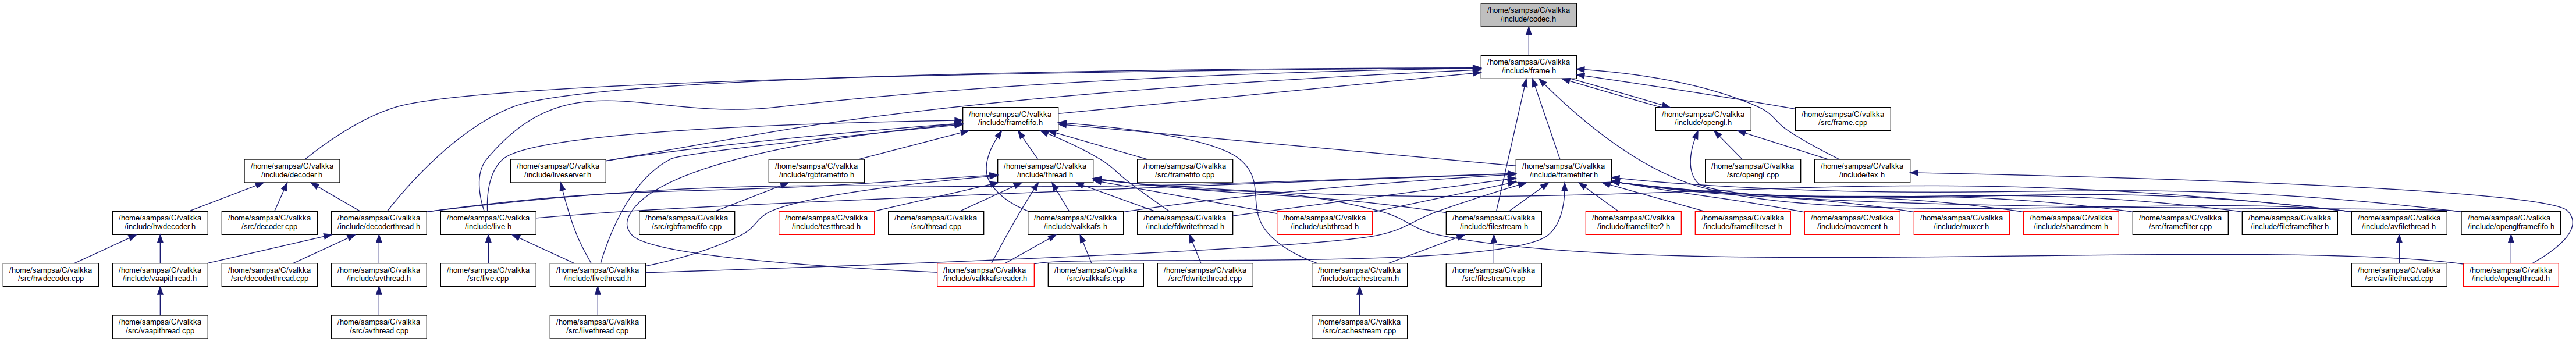 /home/sampsa/C/valkka
/include/codec.h
/home/sampsa/C/valkka
/include/frame.h
/home/sampsa/C/valkka
/include/framefifo.h
/home/sampsa/C/valkka
/include/opengl.h
/home/sampsa/C/valkka
/src/frame.cpp
/home/sampsa/C/valkka
/include/decoder.h
/home/sampsa/C/valkka
/include/liveserver.h
/home/sampsa/C/valkka
/include/rgbframefifo.h
/home/sampsa/C/valkka
/include/thread.h
/home/sampsa/C/valkka
/src/framefifo.cpp
/home/sampsa/C/valkka
/include/framefilter.h
/home/sampsa/C/valkka
/src/opengl.cpp
/home/sampsa/C/valkka
/include/tex.h
/home/sampsa/C/valkka
/include/hwdecoder.h
/home/sampsa/C/valkka
/src/decoder.cpp
/home/sampsa/C/valkka
/include/decoderthread.h
/home/sampsa/C/valkka
/include/live.h
/home/sampsa/C/valkka
/src/rgbframefifo.cpp
/home/sampsa/C/valkka
/include/testthread.h
/home/sampsa/C/valkka
/src/thread.cpp
/home/sampsa/C/valkka
/include/valkkafs.h
/home/sampsa/C/valkka
/include/fdwritethread.h
/home/sampsa/C/valkka
/include/usbthread.h
/home/sampsa/C/valkka
/include/filestream.h
/home/sampsa/C/valkka
/include/framefilter2.h
/home/sampsa/C/valkka
/include/framefilterset.h
/home/sampsa/C/valkka
/include/movement.h
/home/sampsa/C/valkka
/include/muxer.h
/home/sampsa/C/valkka
/include/sharedmem.h
/home/sampsa/C/valkka
/src/framefilter.cpp
/home/sampsa/C/valkka
/include/fileframefilter.h
/home/sampsa/C/valkka
/include/avfilethread.h
/home/sampsa/C/valkka
/include/openglframefifo.h
/home/sampsa/C/valkka
/src/hwdecoder.cpp
/home/sampsa/C/valkka
/include/vaapithread.h
/home/sampsa/C/valkka
/src/decoderthread.cpp
/home/sampsa/C/valkka
/include/avthread.h
/home/sampsa/C/valkka
/src/live.cpp
/home/sampsa/C/valkka
/include/livethread.h
/home/sampsa/C/valkka
/include/valkkafsreader.h
/home/sampsa/C/valkka
/src/valkkafs.cpp
/home/sampsa/C/valkka
/src/fdwritethread.cpp
/home/sampsa/C/valkka
/include/cachestream.h
/home/sampsa/C/valkka
/src/filestream.cpp
/home/sampsa/C/valkka
/src/avfilethread.cpp
/home/sampsa/C/valkka
/include/openglthread.h
/home/sampsa/C/valkka
/src/vaapithread.cpp
/home/sampsa/C/valkka
/src/avthread.cpp
/home/sampsa/C/valkka
/src/livethread.cpp
/home/sampsa/C/valkka
/src/cachestream.cpp